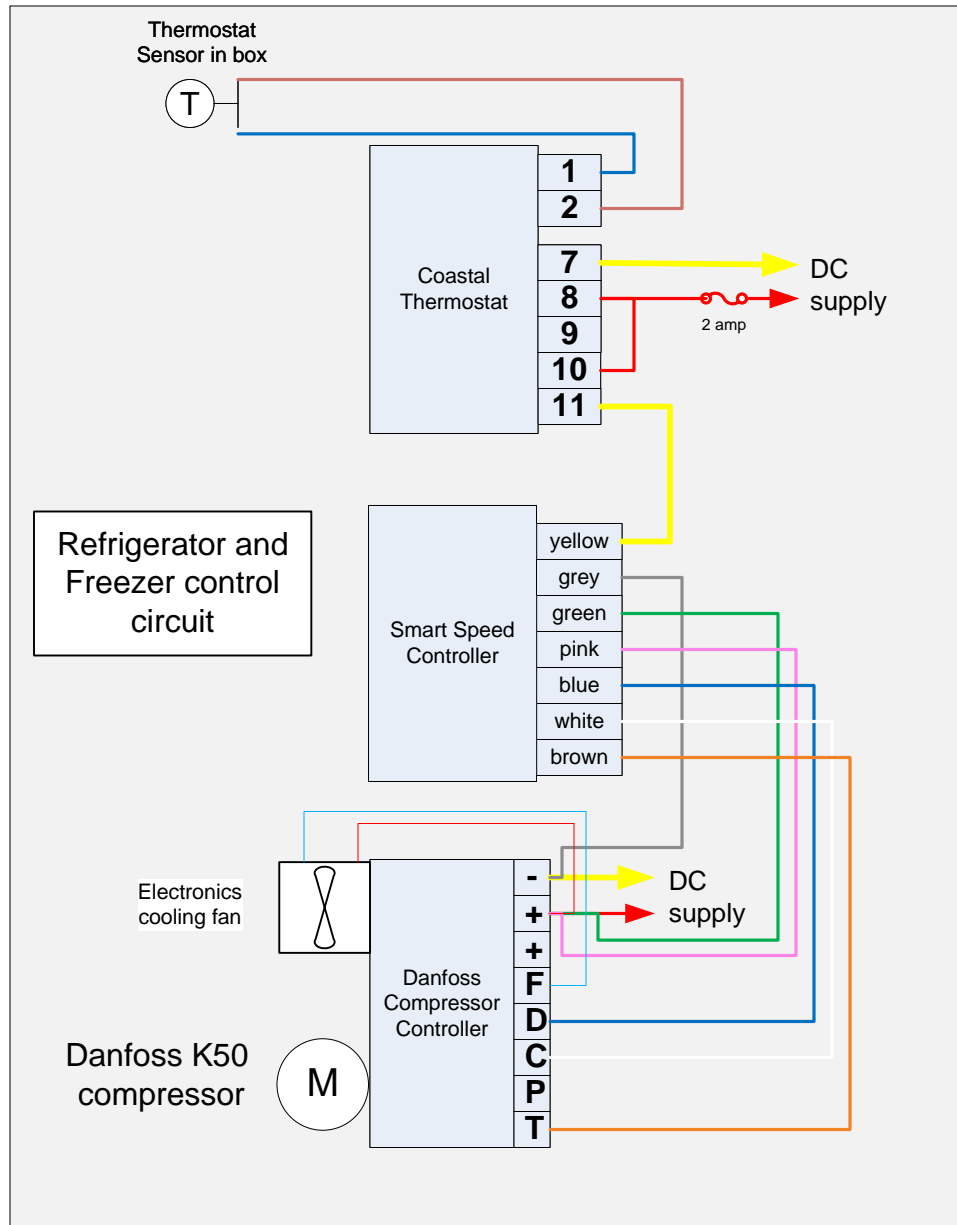 Thermostat
Sensor in box
T
1
2
7
8
9
10
11
Coastal
Thermostat
DC
supply
2 amp
Refrigerator and
Freezer control
circuit
Smart Speed
Controller
yellow
grey
green
pink
blue
white
brown
Electronics
cooling fan
-
+
+
F
D
C
P
T
DC
supply
Danfoss
Compressor
Controller
Danfoss K50
compressor
M